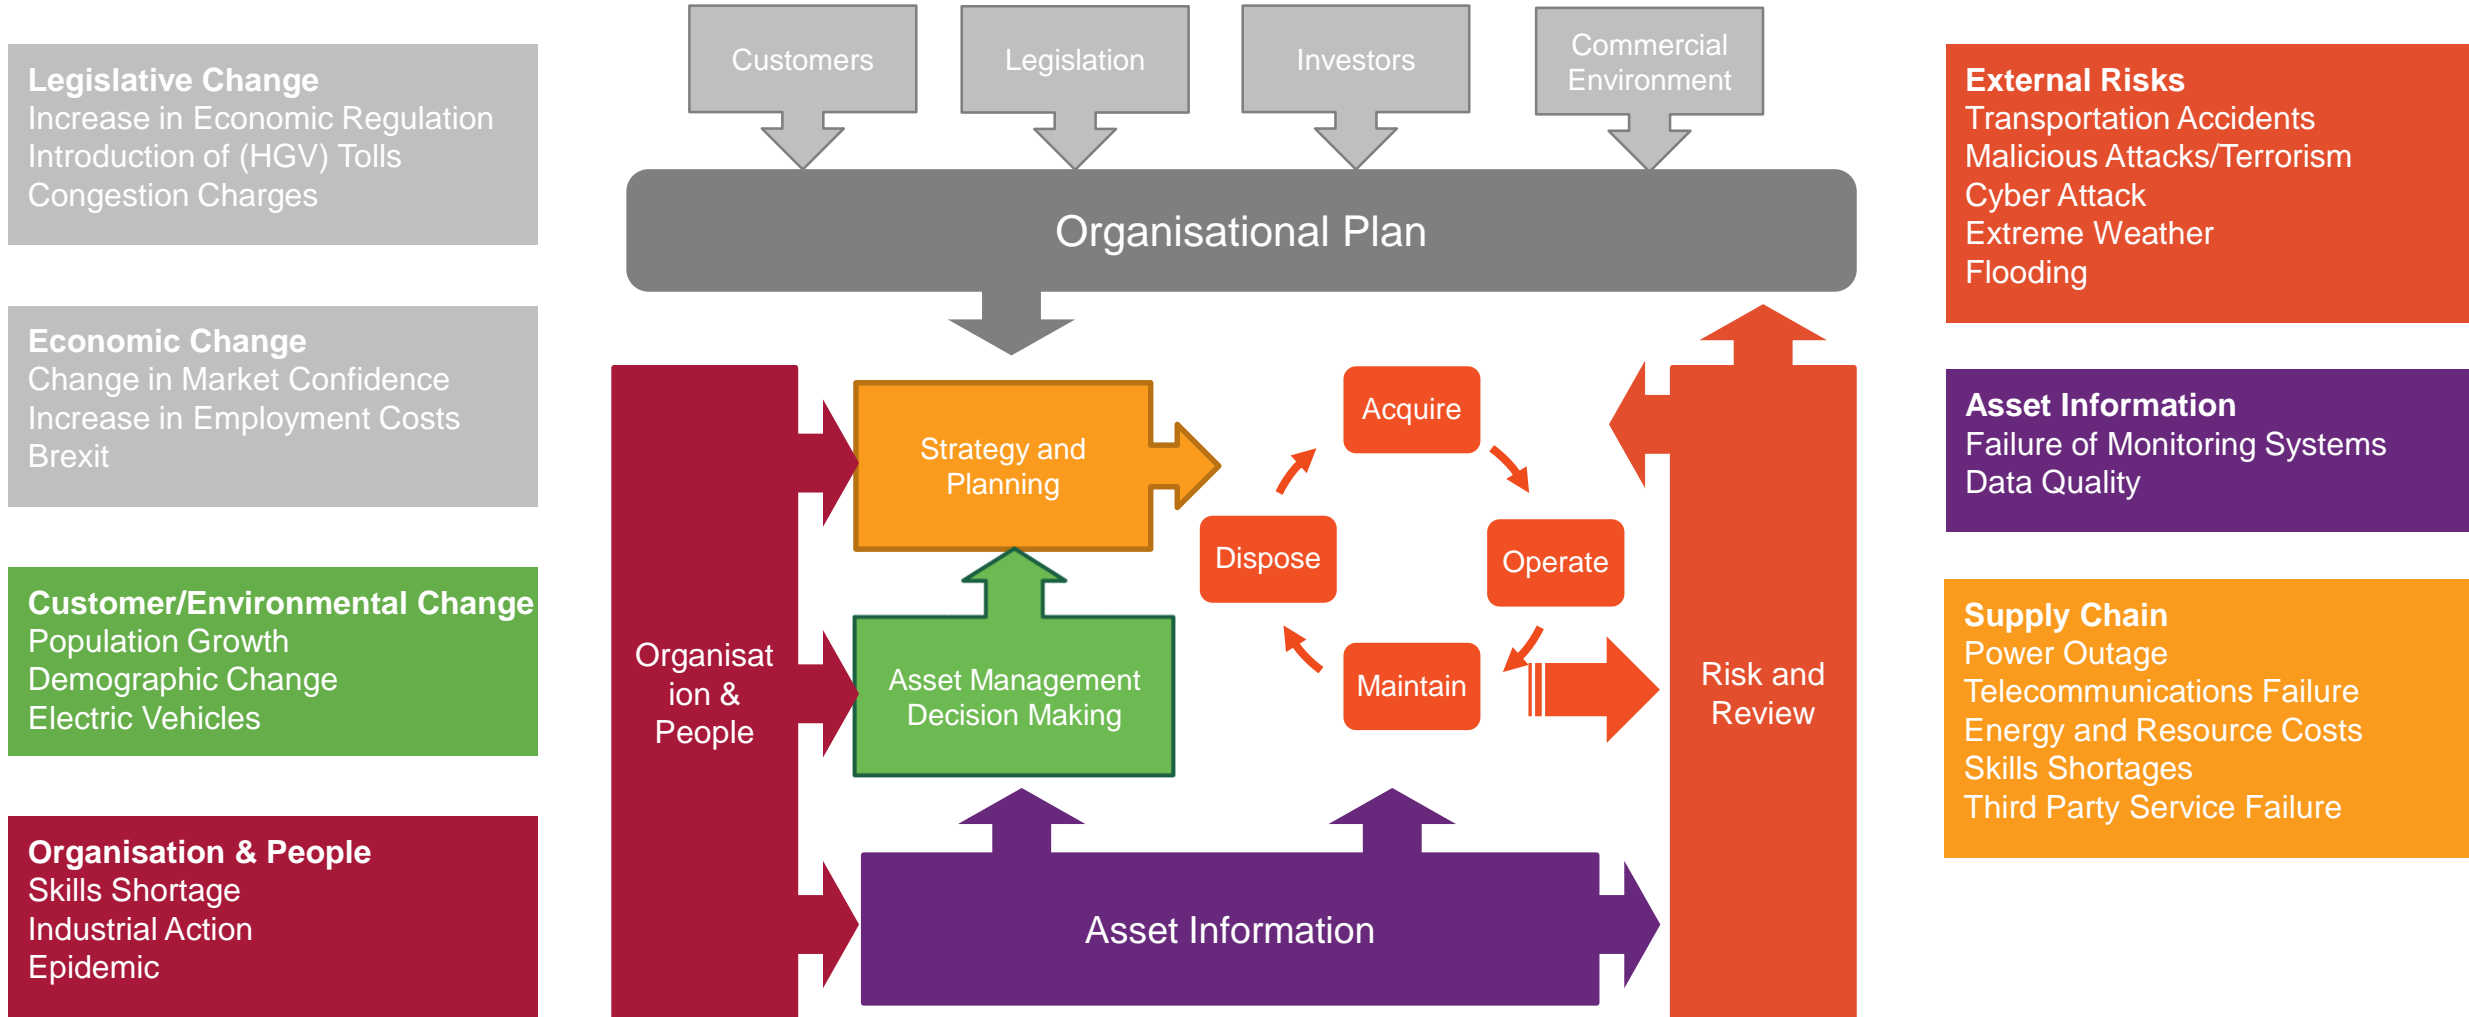 Legislative Change
Increase in Economic Regulation
Introduction of (HGV) Tolls
Congestion Charges
Economic Change
Change in Market Confidence
Increase in Employment Costs
Brexit
Customer/Environmental Change
Population Growth
Demographic Change
Electric Vehicles
Organisation & People
Skills Shortage
Industrial Action
Epidemic
Customers
Legislation
Investors
Commercial
Environment
Organisational Plan
Organisat
ion &
People
Strategy and
Planning
Asset Management
Decision Making
Acquire
Operate
Maintain
Dispose
Asset Information
Risk and
Review
External Risks
Transportation Accidents
Malicious Attacks/Terrorism
Cyber Attack
Extreme Weather
Flooding
Asset Information
Failure of Monitoring Systems
Data Quality
Supply Chain
Power Outage
Telecommunications Failure
Energy and Resource Costs
Skills Shortages
Third Party Service Failure